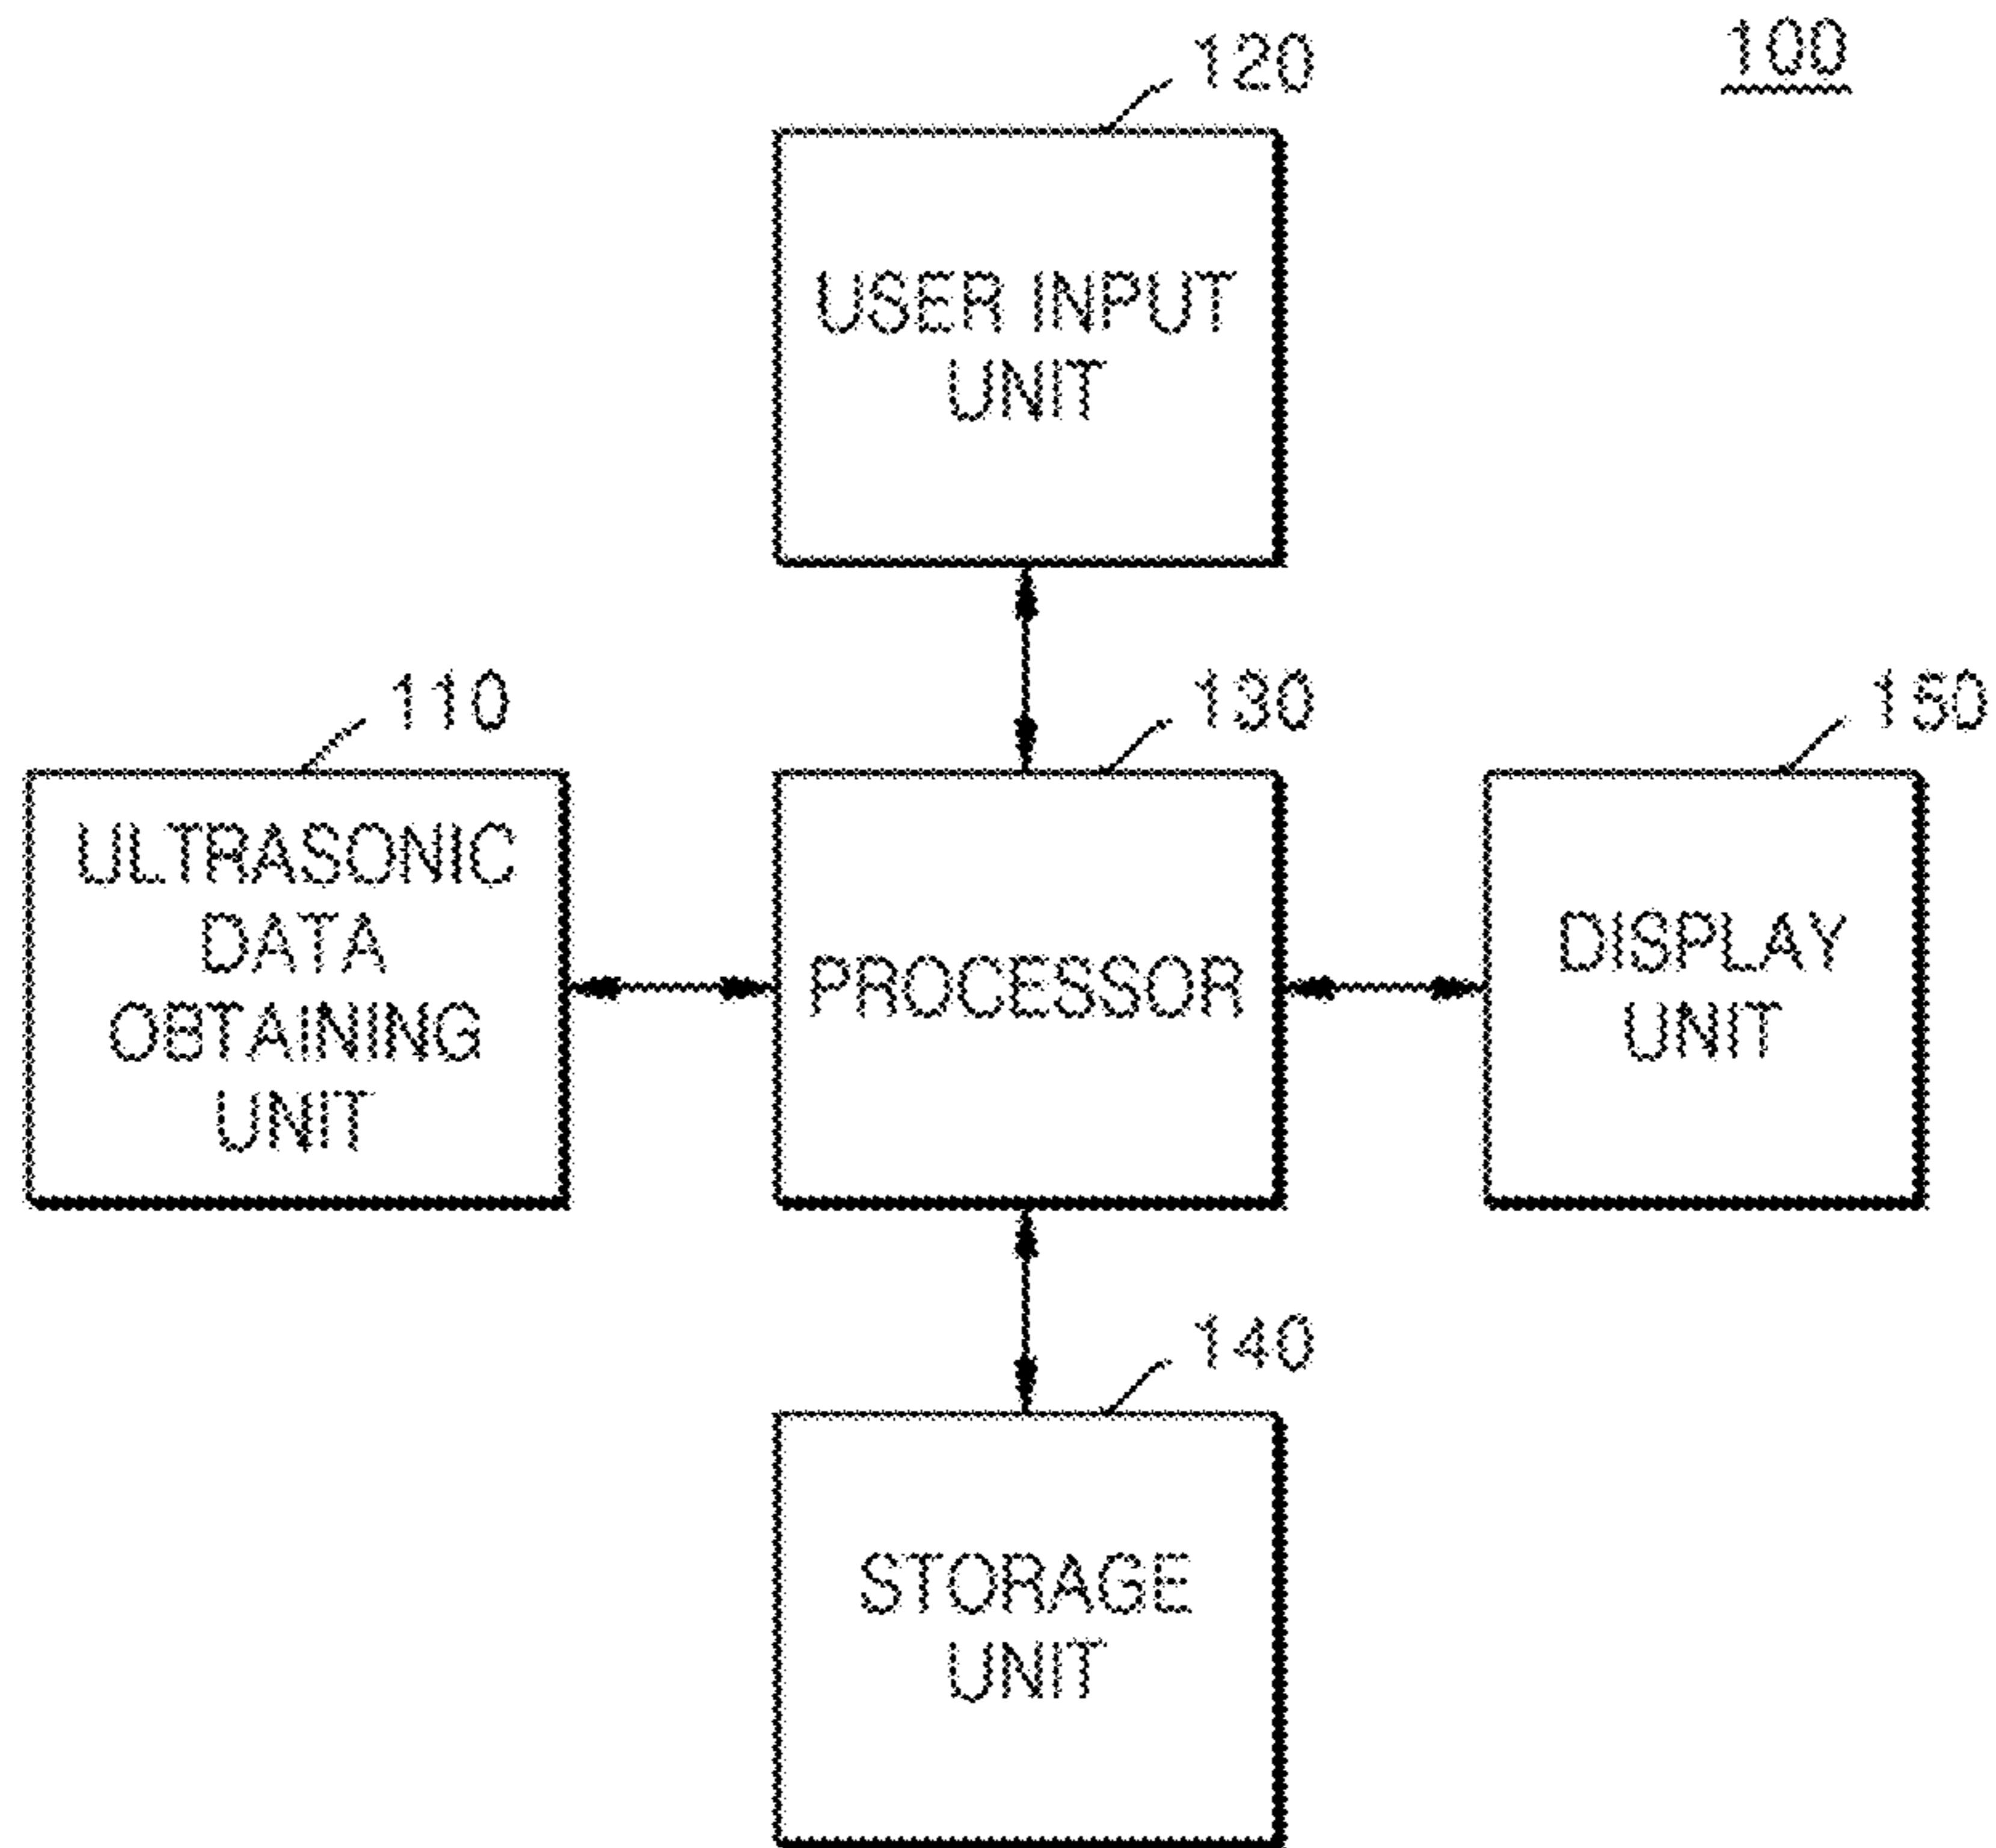 100
120
USER INPUT
UNIT
110
130
150
ULTRASONIC
DATA
OBTAINING
UNIT
PROCESSOR
DISPLAY
UNIT
140
STORAGE
UNIT